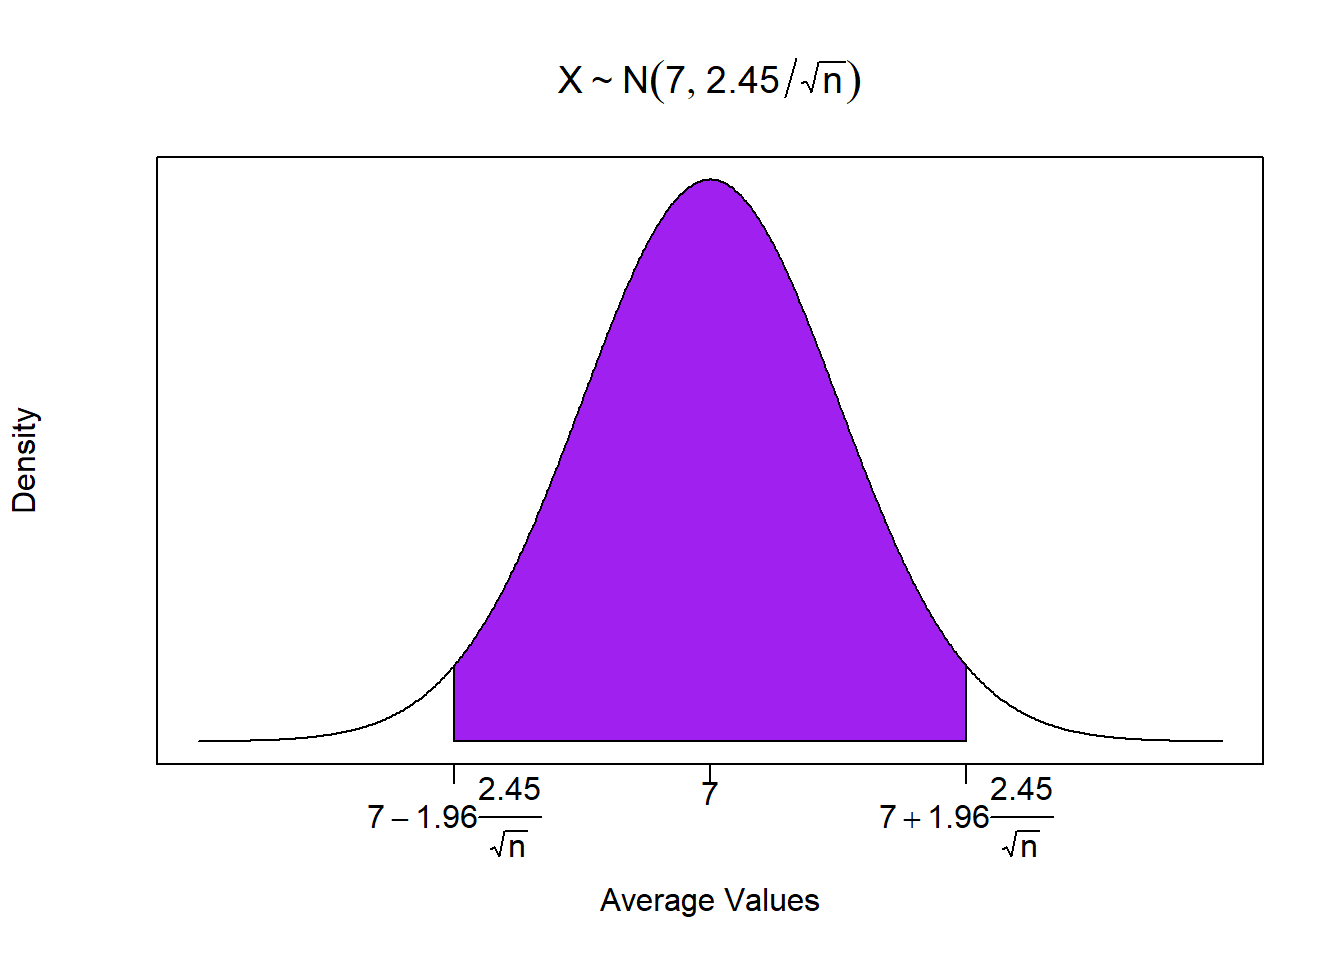 X ~ N(7, 2.45/√n)
Density
7 − 1.96 2.45/√n
7
7 + 1.96 2.45/√n
Average Values